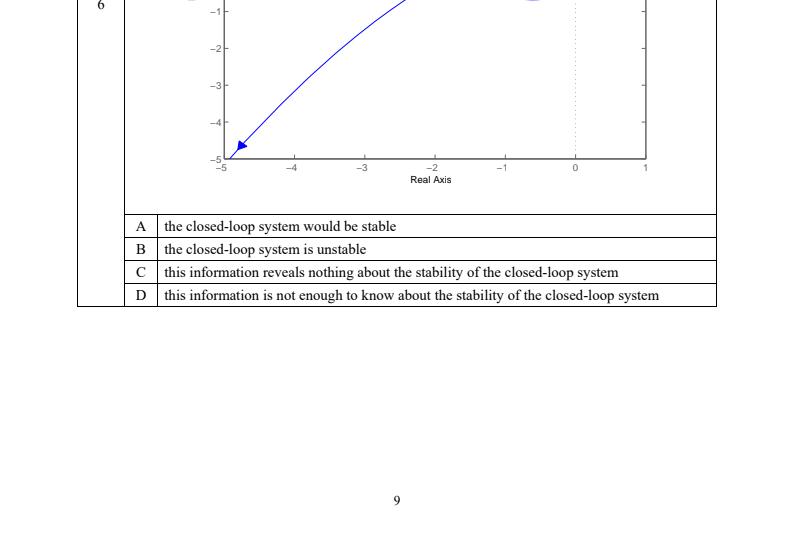 6
−1
−2
−3
−4
−5
−5
−4
−3
−2
−1
0
1
Real Axis
A the closed-loop system would be stable
B the closed-loop system is unstable
C this information reveals nothing about the stability of the closed-loop system
D this information is not enough to know about the stability of the closed-loop system
9